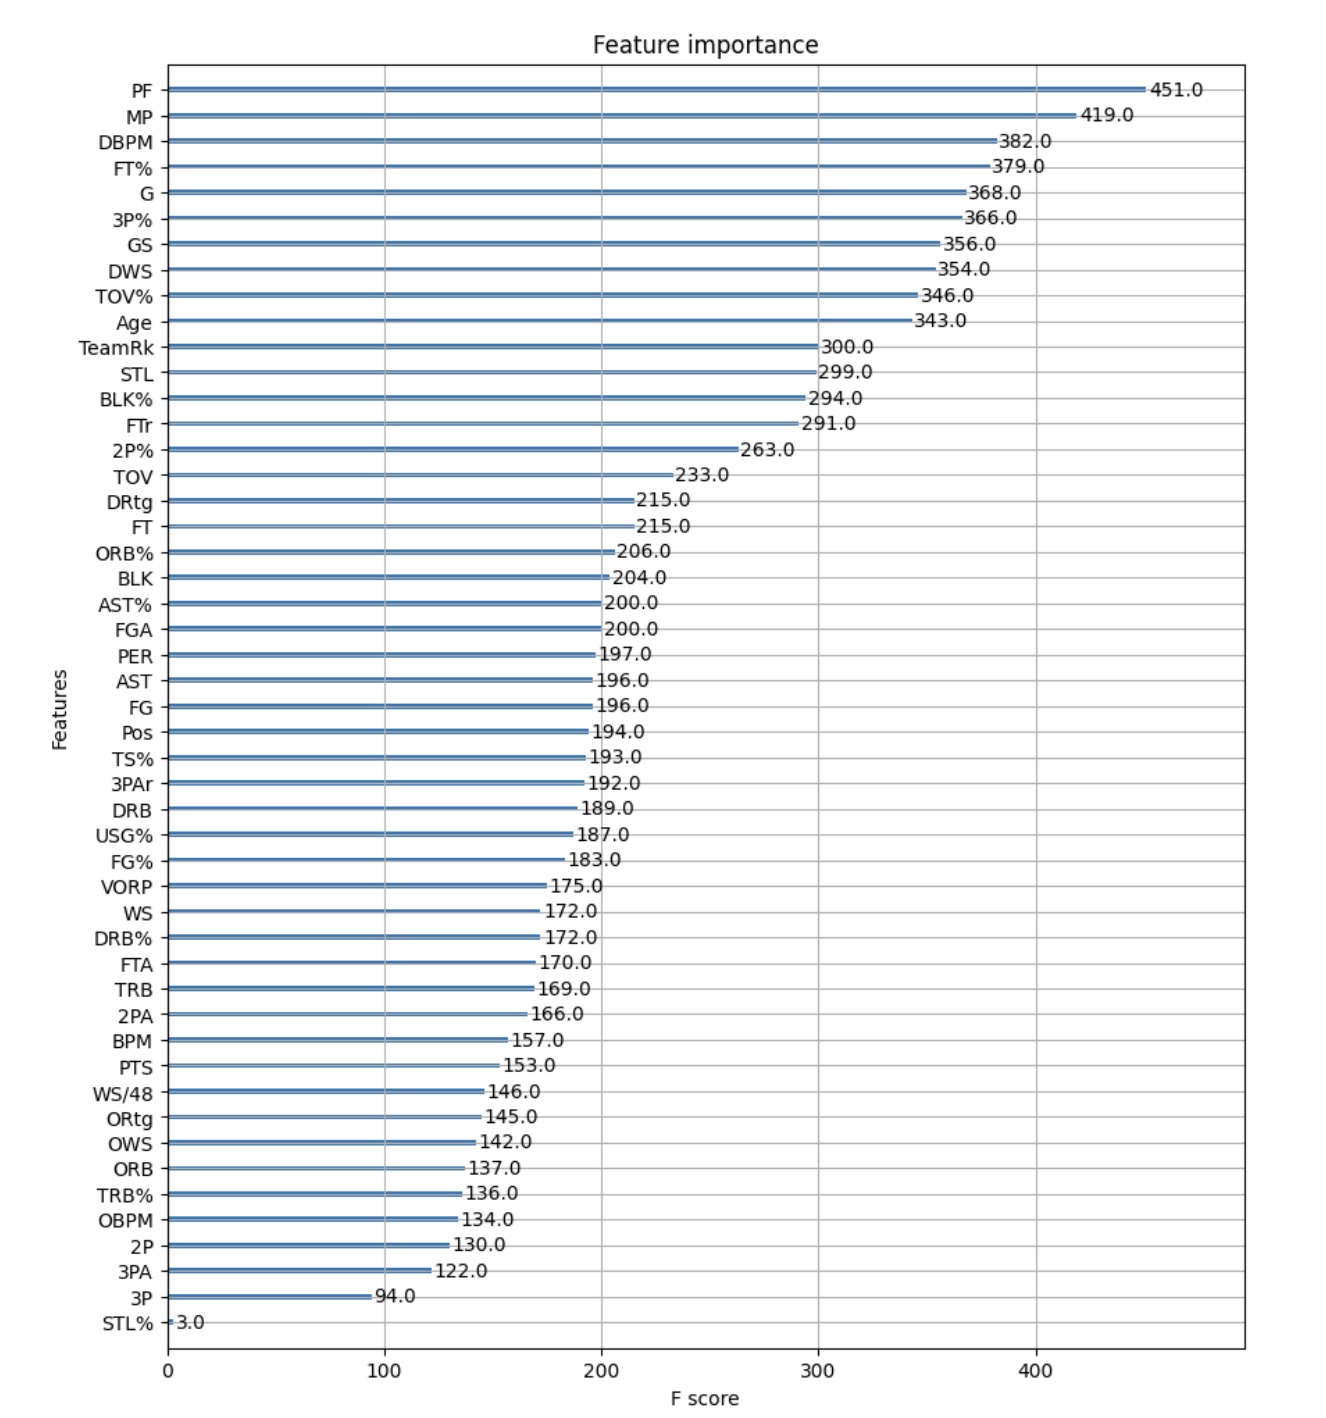 Feature importance
PF 451.0
MP 419.0
DBPM 382.0
FT% 379.0
G 368.0
3P% 366.0
GS 356.0
DWS 354.0
TOV% 346.0
Age 343.0
TeamRk 300.0
STL 299.0
BLK% 294.0
FTr 291.0
2P% 263.0
TOV 233.0
DRtg 215.0
FT 215.0
ORB% 206.0
BLK 204.0
AST% 200.0
FGA 200.0
PER 197.0
AST 196.0
FG 196.0
Pos 194.0
TS% 193.0
3PAr 192.0
DRB 189.0
USG% 187.0
FG% 183.0
VORP 175.0
WS 172.0
DRB% 172.0
FTA 170.0
TRB 169.0
2PA 166.0
BPM 157.0
PTS 153.0
WS/48 146.0
ORtg 145.0
OWS 142.0
ORB 137.0
TRB% 136.0
OBPM 134.0
2P 130.0
3PA 122.0
3P 94.0
STL% 3.0
Features
0 100 200 300 400
F score